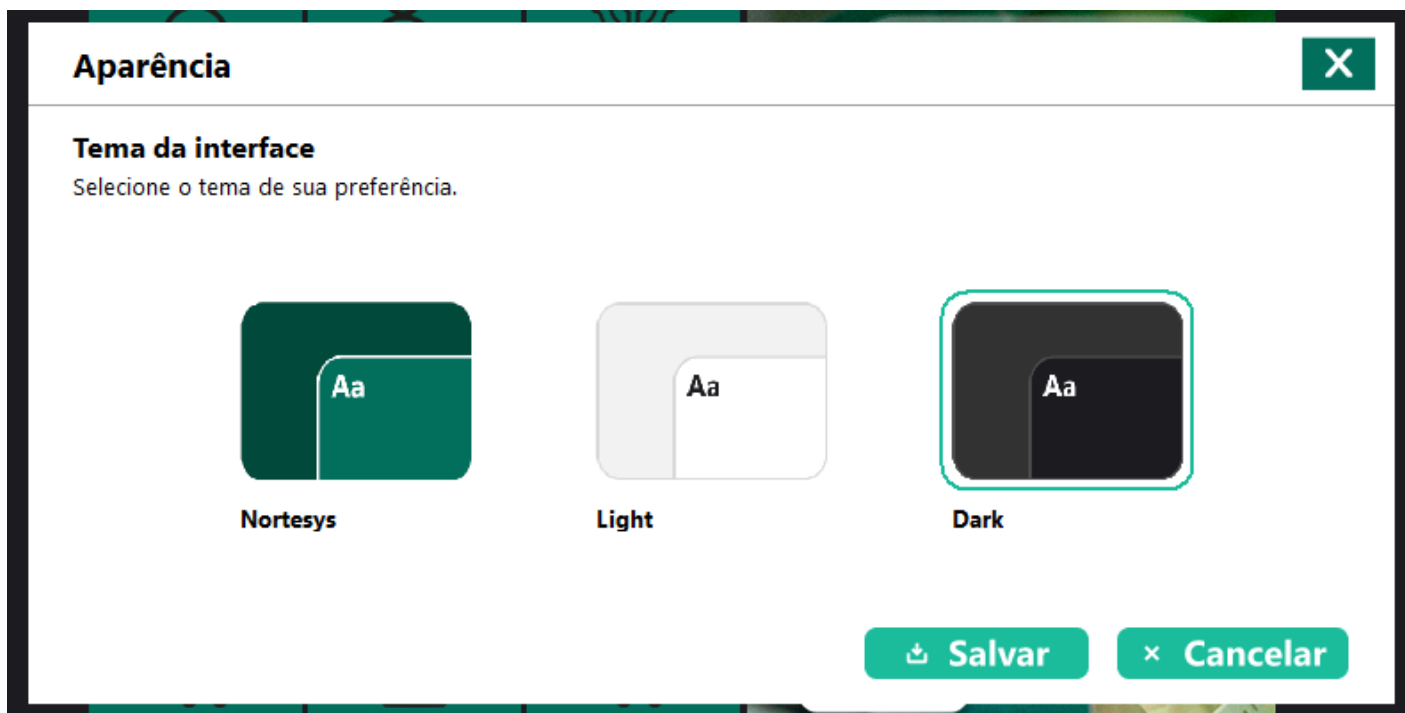 Aparência
Tema da interface
Selecione o tema de sua preferência.
Aa
Aa
Aa
Nortesys
Light
Dark
Salvar
Cancelar